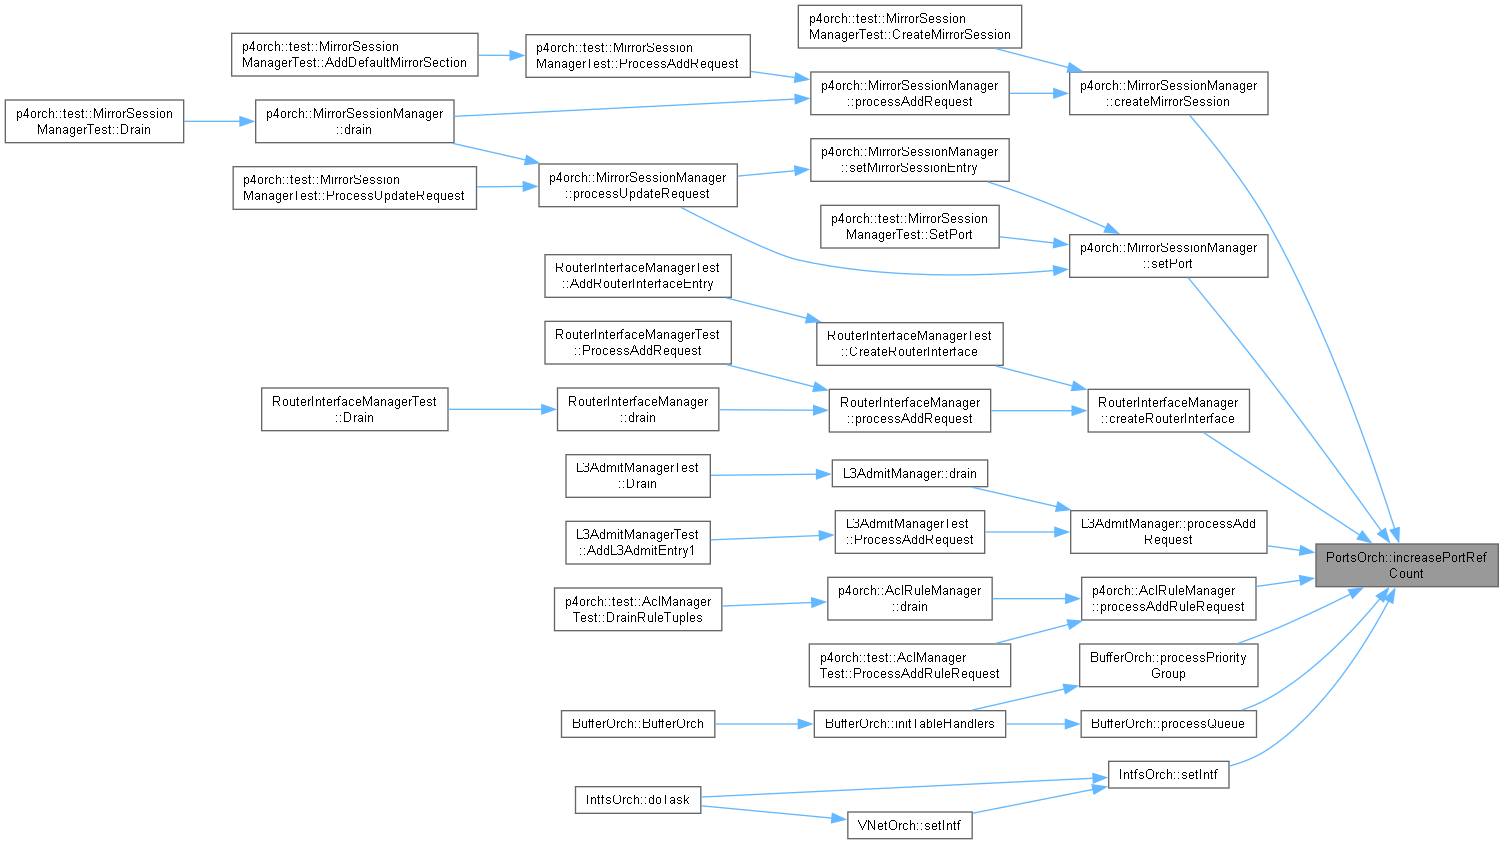 p4orch::test::MirrorSession
ManagerTest::CreateMirrorSession
p4orch::test::MirrorSession
ManagerTest::AddDefaultMirrorSection
p4orch::test::MirrorSession
ManagerTest::ProcessAddRequest
p4orch::MirrorSessionManager
::processAddRequest
p4orch::MirrorSessionManager
::createMirrorSession
p4orch::test::MirrorSession
ManagerTest::Drain
p4orch::MirrorSessionManager
::drain
p4orch::MirrorSessionManager
::setMirrorSessionEntry
p4orch::test::MirrorSession
ManagerTest::ProcessUpdateRequest
p4orch::MirrorSessionManager
::processUpdateRequest
p4orch::test::MirrorSession
ManagerTest::SetPort
p4orch::MirrorSessionManager
::setPort
RouterInterfaceManagerTest
::AddRouterInterfaceEntry
RouterInterfaceManagerTest
::ProcessAddRequest
RouterInterfaceManagerTest
::CreateRouterInterface
RouterInterfaceManagerTest
::Drain
RouterInterfaceManager
::drain
RouterInterfaceManager
::processAddRequest
RouterInterfaceManager
::createRouterInterface
L3AdmitManagerTest
::Drain
L3AdmitManager::drain
L3AdmitManagerTest
::AddL3AdmitEntry1
L3AdmitManagerTest
::ProcessAddRequest
L3AdmitManager::processAdd
Request
PortsOrch::increasePortRef
Count
p4orch::test::AclManager
Test::DrainRuleTuples
p4orch::AclRuleManager
::drain
p4orch::AclRuleManager
::processAddRuleRequest
p4orch::test::AclManager
Test::ProcessAddRuleRequest
BufferOrch::processPriority
Group
BufferOrch::BufferOrch
BufferOrch::initTableHandlers
BufferOrch::processQueue
IntfsOrch::setIntf
IntfsOrch::doTask
VNetOrch::setIntf